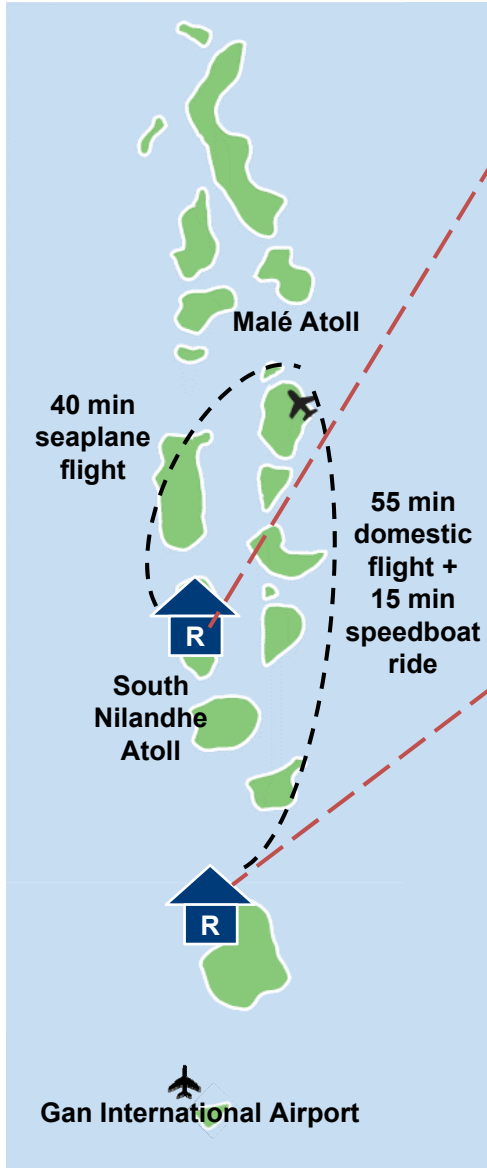 Malé Atoll
40 min
seaplane
flight
55 min
domestic
flight +
15 min
speedboat
ride
R
South
Nilandhe
Atoll
R
Gan International Airport